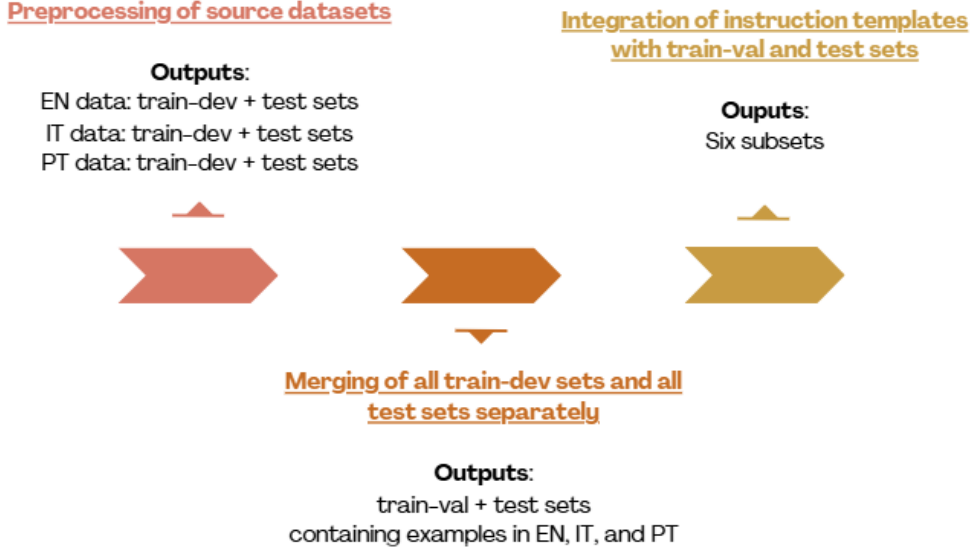 Preprocessing of source datasets
Outputs:
EN data: train-dev + test sets
IT data: train-dev + test sets
PT data: train-dev + test sets
Merging of all train-dev sets and all
test sets separately
Outputs:
train-val + test sets
containing examples in EN, IT, and PT
Integration of instruction templates
with train-val and test sets
Ouputs:
Six subsets